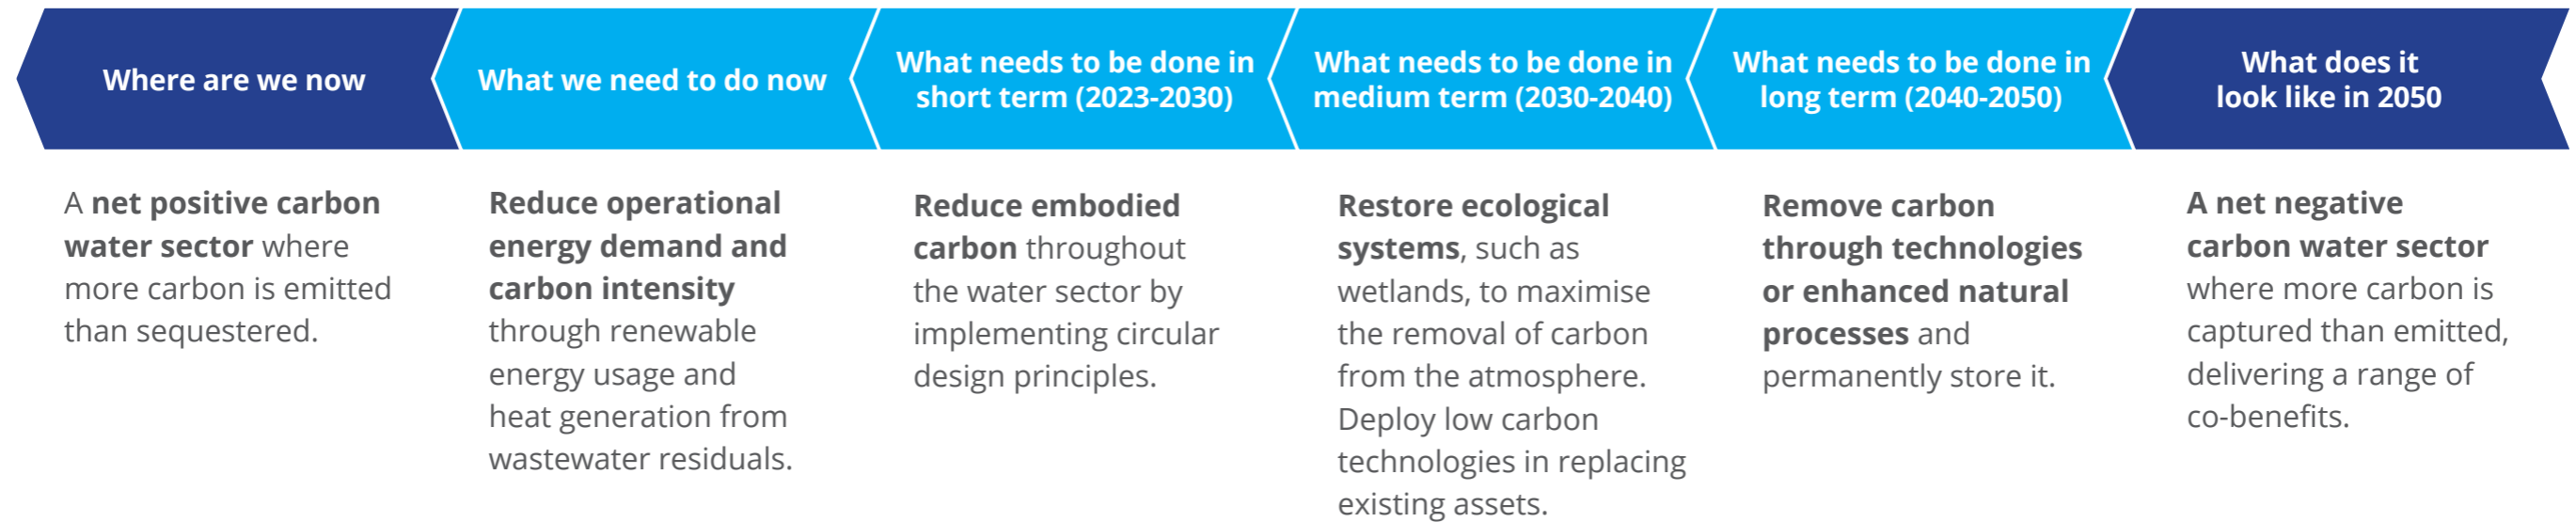 Where are we now
What we need to do now
What needs to be done in
short term (2023-2030)
What needs to be done in
medium term (2030-2040)
What needs to be done in
long term (2040-2050)
What does it
look like in 2050
A net positive carbon
water sector where
more carbon is emitted
than sequestered.
Reduce operational
energy demand and
carbon intensity
through renewable
energy usage and
heat generation from
wastewater residuals.
Reduce embodied
carbon throughout
the water sector by
implementing circular
design principles.
Restore ecological
systems, such as
wetlands, to maximise
the removal of carbon
from the atmosphere.
Deploy low carbon
technologies in replacing
existing assets.
Remove carbon
through technologies
or enhanced natural
processes and
permanently store it.
A net negative
carbon water sector
where more carbon is
captured than emitted,
delivering a range of
co-benefits.